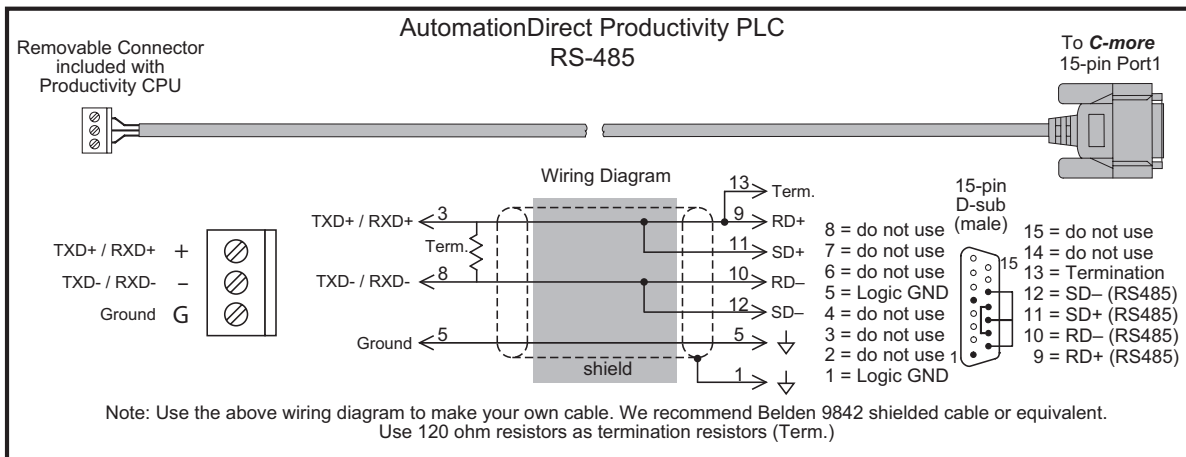 AutomationDirect Productivity PLC
RS-485
Removable Connector
included with
Productivity CPU
To C-more
15-pin Port1
Wiring Diagram
TXD+ / RXD+ +
TXD- / RXD- –
Ground G
TXD+ / RXD+ 3
Term.
TXD- / RXD- 8
Ground 5
shield
13 Term.
9 RD+
11 SD+
10 RD–
12 SD–
5
1
15-pin
D-sub
(male)
8 = do not use
7 = do not use
6 = do not use
5 = Logic GND
4 = do not use
3 = do not use
2 = do not use
1 = Logic GND
15
1
15 = do not use
14 = do not use
13 = Termination
12 = SD– (RS485)
11 = SD+ (RS485)
10 = RD– (RS485)
9 = RD+ (RS485)
Note: Use the above wiring diagram to make your own cable. We recommend Belden 9842 shielded cable or equivalent.
Use 120 ohm resistors as termination resistors (Term.)